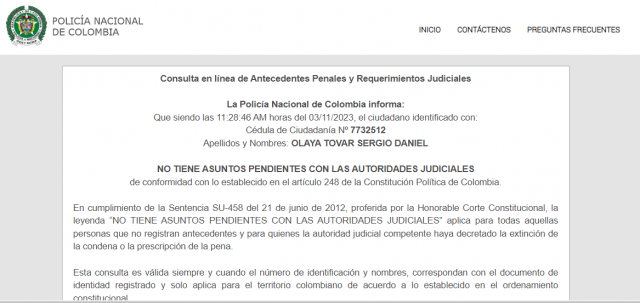 POLICÍA NACIONAL
DE COLOMBIA
INICIO CONTÁCTENOS PREGUNTAS FRECUENTES
Consulta en línea de Antecedentes Penales y Requerimientos Judiciales
La Policía Nacional de Colombia informa:
Que siendo las 11:28:46 AM horas del 03/11/2023, el ciudadano identificado con:
Cédula de Ciudadanía Nº 7732512
Apellidos y Nombres: OLAYA TOVAR SERGIO DANIEL
NO TIENE ASUNTOS PENDIENTES CON LAS AUTORIDADES JUDICIALES
de conformidad con lo establecido en el artículo 248 de la Constitución Política de Colombia.
En cumplimiento de la Sentencia SU-458 del 21 de junio de 2012, proferida por la Honorable Corte Constitucional, la
leyenda "NO TIENE ASUNTOS PENDIENTES CON LAS AUTORIDADES JUDICIALES" aplica para todas aquellas
personas que no registran antecedentes y para quienes la autoridad judicial competente haya decretado la extinción de
la condena o la prescripción de la pena.
Esta consulta es válida siempre y cuando el número de identificación y nombres, correspondan con el documento de
identidad registrado y solo aplica para el territorio colombiano de acuerdo a lo establecido en el ordenamiento
constitucional.